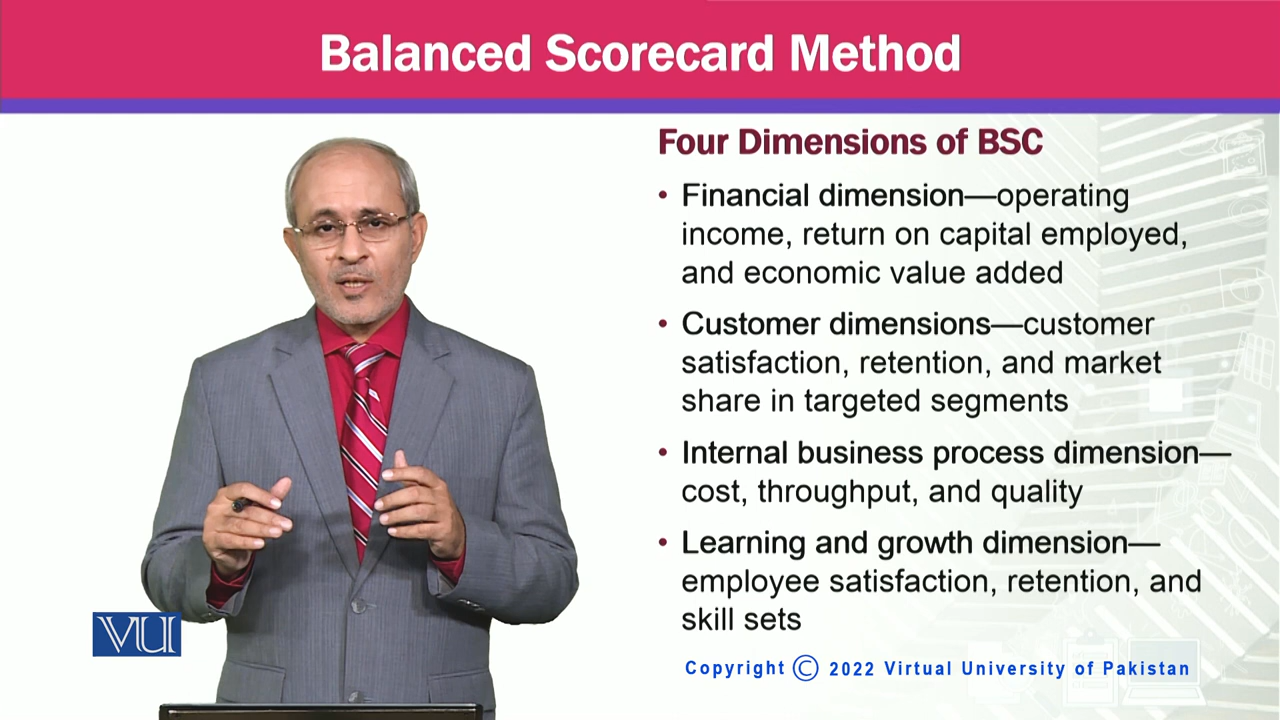 Balanced Scorecard Method
Four Dimensions of BSC
• Financial dimension—operating
income, return on capital employed,
and economic value added
• Customer dimensions—customer
satisfaction, retention, and market
share in targeted segments
• Internal business process dimension—
cost, throughput, and quality
• Learning and growth dimension—
employee satisfaction, retention, and
skill sets
VU
Copyright © 2022 Virtual University of Pakistan